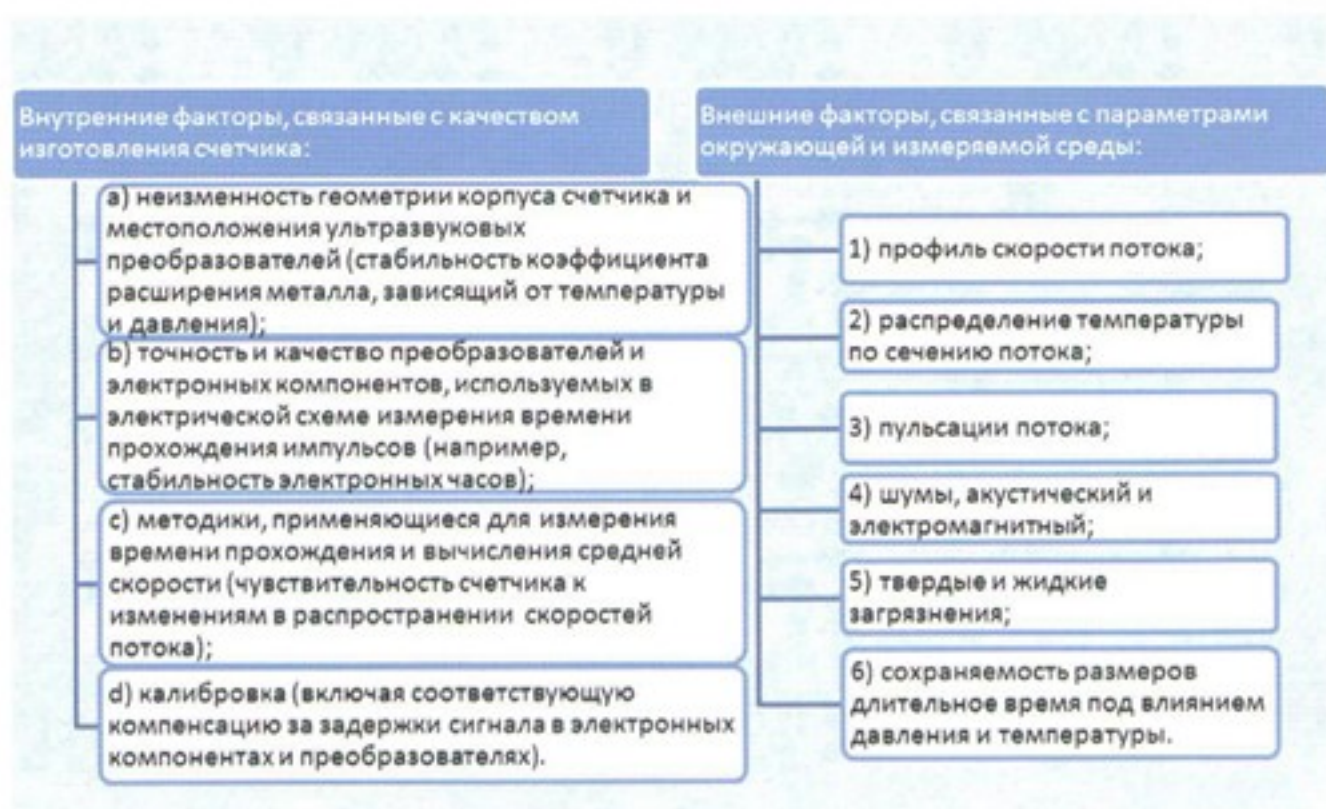 Внутренние факторы, связанные с качеством
изготовления счетчика:
a) неизменность геометрии корпуса счетчика и
местоположения ультразвуковых
преобразователей (стабильность коэффициента
расширения металла, зависящий от температуры
и давления);
b) точность и качество преобразователей и
электронных компонентов, используемых в
электрической схеме измерения времени
прохождения импульсов (например,
стабильность электронных часов);
c) методики, применяющиеся для измерения
времени прохождения и вычисления средней
скорости (чувствительность счетчика к
изменениям в распространении скоростей
потока);
d) калибровка (включая соответствующую
компенсацию за задержки сигнала в электронных
компонентах и преобразователях).
Внешние факторы, связанные с параметрами
окружающей и измеряемой среды:
1) профиль скорости потока;
2) распределение температуры
по сечению потока;
3) пульсации потока;
4) шумы, акустический и
электромагнитный;
5) твердые и жидкие
загрязнения;
6) сохраняемость размеров
длительное время под влиянием
давления и температуры.